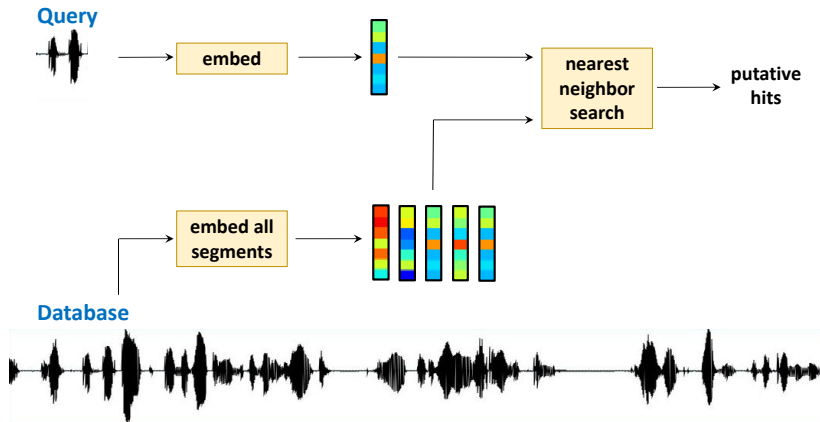 Query
embed
nearest
neighbor
search
putative
hits
embed all
segments
Database